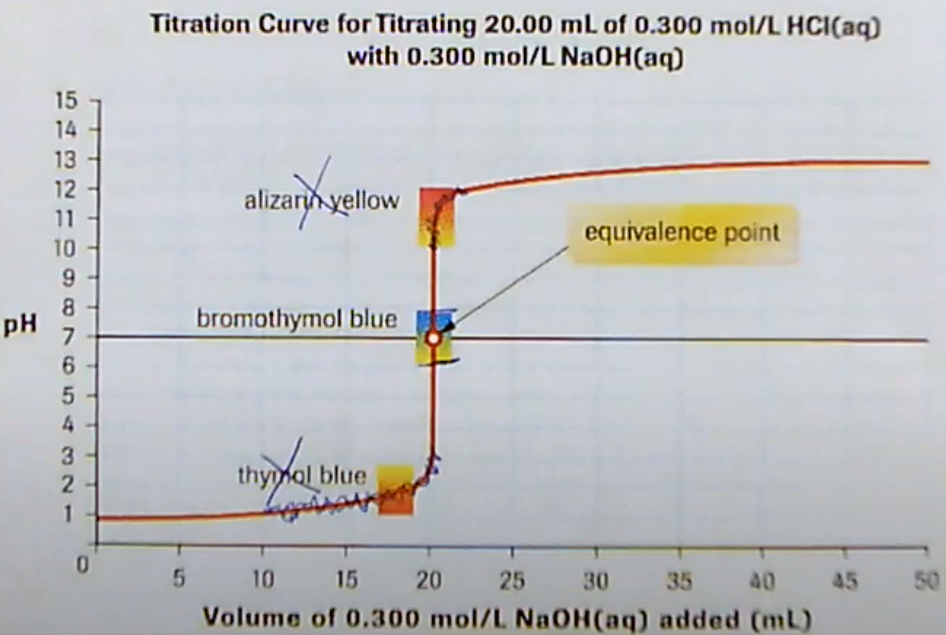 Titration Curve for Titrating 20.00 mL of 0.300 mol/L HCl(aq)
with 0.300 mol/L NaOH(aq)
15
14
13
12
alizarin yellow
11
10
equivalence point
9
8
bromothymol blue
pH
7
6
5
4
3
thymol blue
2
1
0 5 10 15 20 25 30 35 40 45 50
Volume of 0.300 mol/L NaOH(aq) added (mL)